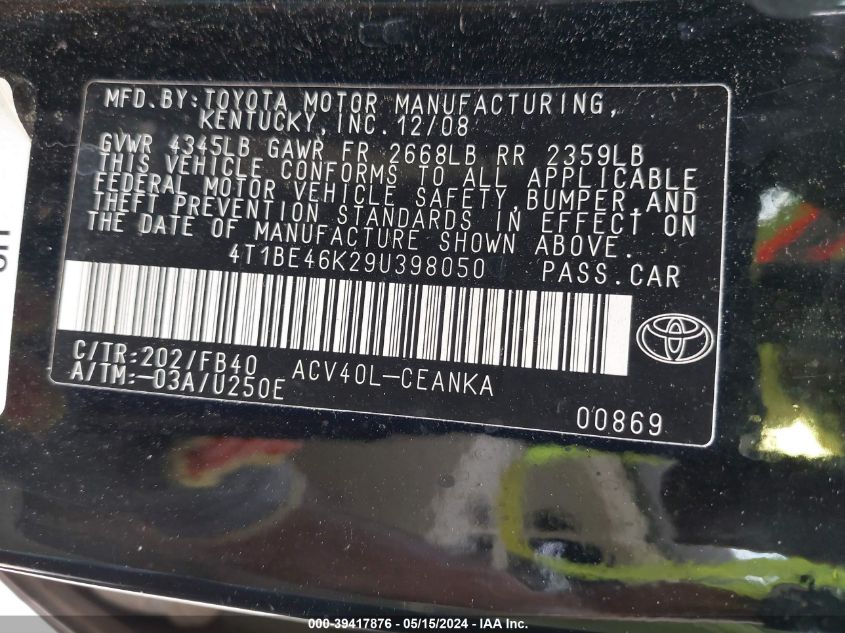 MFD.BY:TOYOTA MOTOR MANUFACTURING,
KENTUCKY,INC.12/08
GVWR 4345LB GAWR FR 2668LB RR 2359LB
THIS VEHICLE CONFORMS TO ALL APPLICABLE
FEDERAL MOTOR VEHICLE SAFETY,BUMPER,AND
THEFT PREVENTION STANDARDS IN EFFECT ON
THE DATE OF MANUFACTURE SHOWN ABOVE.
4T1BE46K29U398050 PASS.CAR
C/TR:202/FB40 ACV40L-CEANKA
A/TM:-03A/U250E
00869
000-39417876 - 05/15/2024 - IAA Inc.